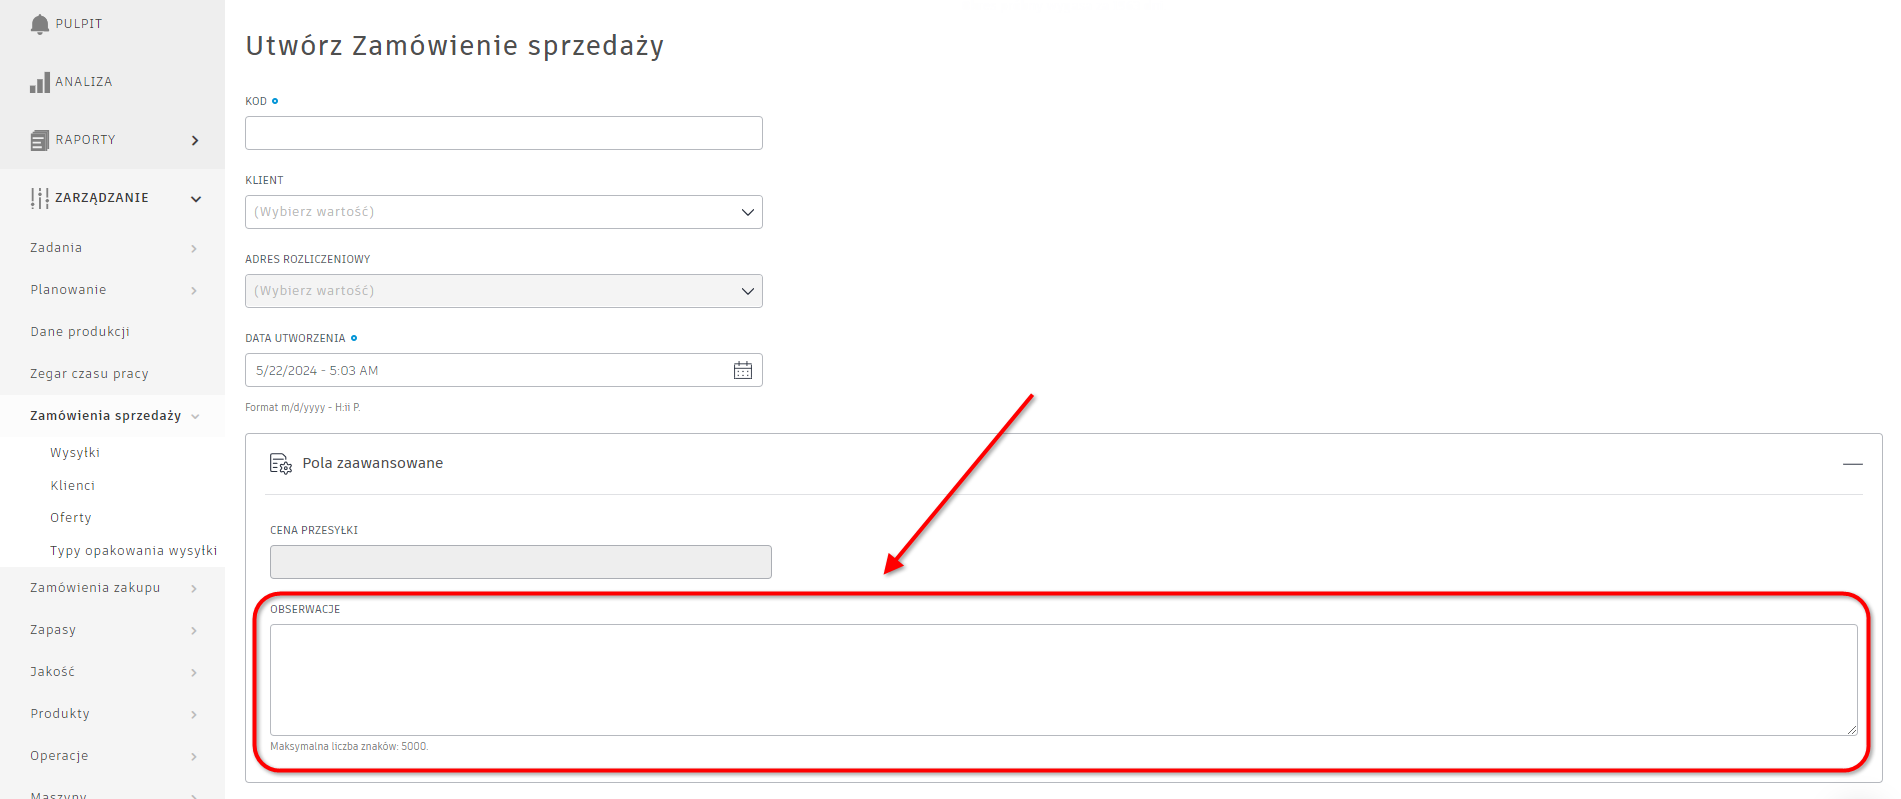 PULPIT
ANALIZA
RAPORTY
ZARZĄDZANIE
Zadania
Planowanie
Dane produkcji
Zegar czasu pracy
Zamówienia sprzedaży
Wysyłki
Klienci
Oferty
Typy opakowania wysyłki
Zamówienia zakupu
Zapasy
Jakość
Produkty
Operacje
Maszyny
Utwórz Zamówienie sprzedaży
KOD
KLIENT
(Wybierz wartość)
ADRES ROZLICZENIOWY
(Wybierz wartość)
DATA UTWORZENIA
5/22/2024 - 5:03 AM
Format m/d/yyyy - H:ii P.
Pola zaawansowane
CENA PRZESYŁKI
OBSERWACJE
Maksymalna liczba znaków: 5000.